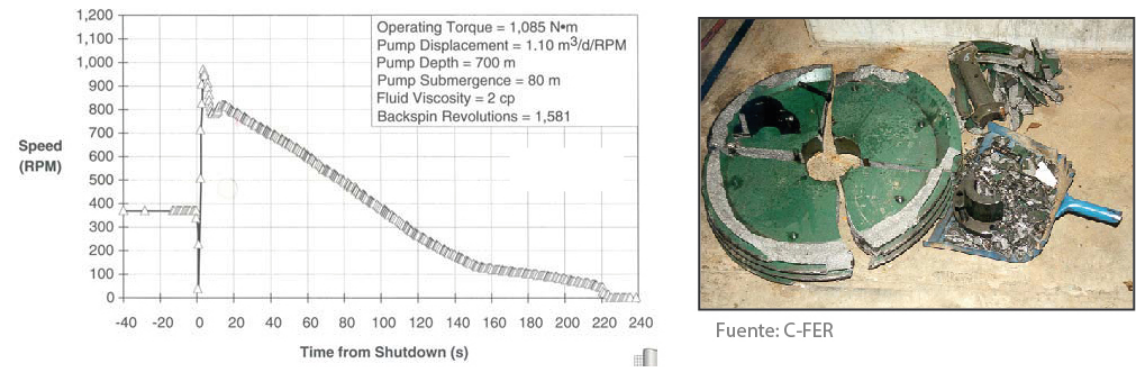 1,200
1,100
1,000
900
800
700
600
500
400
300
200
100
0
Speed
(RPM)
Operating Torque = 1,085 N•m
Pump Displacement = 1.10 m³/d/RPM
Pump Depth = 700 m
Pump Submergence = 80 m
Fluid Viscosity = 2 cp
Backspin Revolutions = 1,581
-40 -20 0 20 40 60 80 100 120 140 160 180 200 220 240
Time from Shutdown (s)
Fuente: C-FER